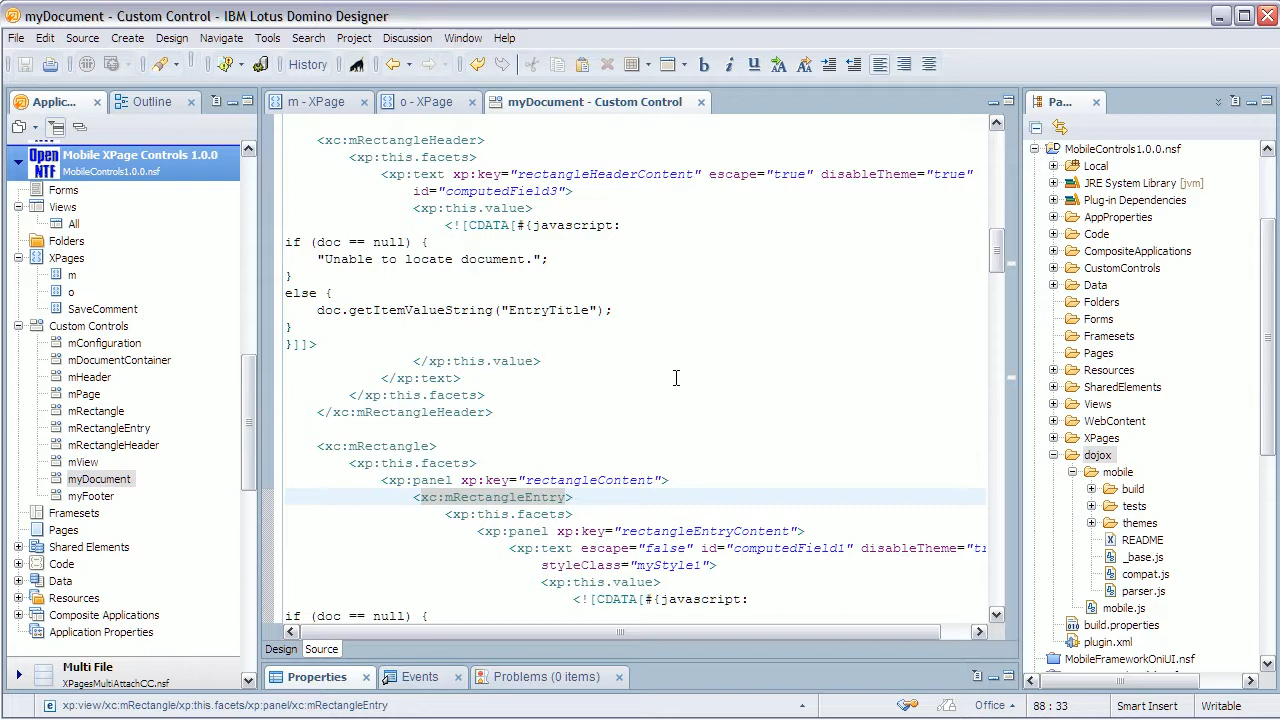 myDocument - Custom Control - IBM Lotus Domino Designer
File Edit Source Create Design Navigate Tools Search Project Discussion Window Help
History
Applic...
Outline
Open NTF
Mobile XPage Controls 1.0.0
MobileControls1.0.0.nsf
Forms
Views
All
Folders
XPages
m
o
SaveComment
Custom Controls
mConfiguration
mDocumentContainer
mHeader
mPage
mRectangle
mRectangleEntry
mRectangleHeader
mView
myDocument
myFooter
Framesets
Pages
Shared Elements
Code
Data
Resources
Composite Applications
Application Properties
Multi File
XPagesMultiAttachCC.nsf
m - XPage
o - XPage
myDocument - Custom Control
<xc:mRectangleHeader>
<xp:this.facets>
<xp:text xp:key="rectangleHeaderContent" escape="true" disableTheme="true"
id="computedField3">
<xp:this.value>
<![CDATA[#{javascript:
if (doc == null) {
"Unable to locate document.";
}
else {
doc.getItemValueString("EntryTitle");
}
}]]>
</xp:this.value>
</xp:text>
</xp:this.facets>
</xc:mRectangleHeader>
<xc:mRectangle>
<xp:this.facets>
<xp:panel xp:key="rectangleContent">
<xc:mRectangleEntry>
<xp:this.facets>
<xp:panel xp:key="rectangleEntryContent">
<xp:text escape="false" id="computedField1" disableTheme="tr
styleClass="myStyle1">
<xp:this.value>
<![CDATA[#{javascript:
if (doc == null) {
Design Source
Properties
Events
Problems (0 items)
Pa...
MobileControls1.0.0.nsf
Local
JRE System Library [jvm]
Plug-in Dependencies
AppProperties
Code
CompositeApplications
CustomControls
Data
Folders
Forms
Framesets
Pages
Resources
SharedElements
Views
WebContent
XPages
dojox
mobile
build
tests
themes
README
_base.js
compat.js
parser.js
mobile.js
build.properties
plugin.xml
MobileFrameworkOniUI.nsf
xp:view/xc:mRectangle/xp:this.facets/xp:panel/xc:mRectangleEntry
Office
88 : 33
Smart Insert
Writable